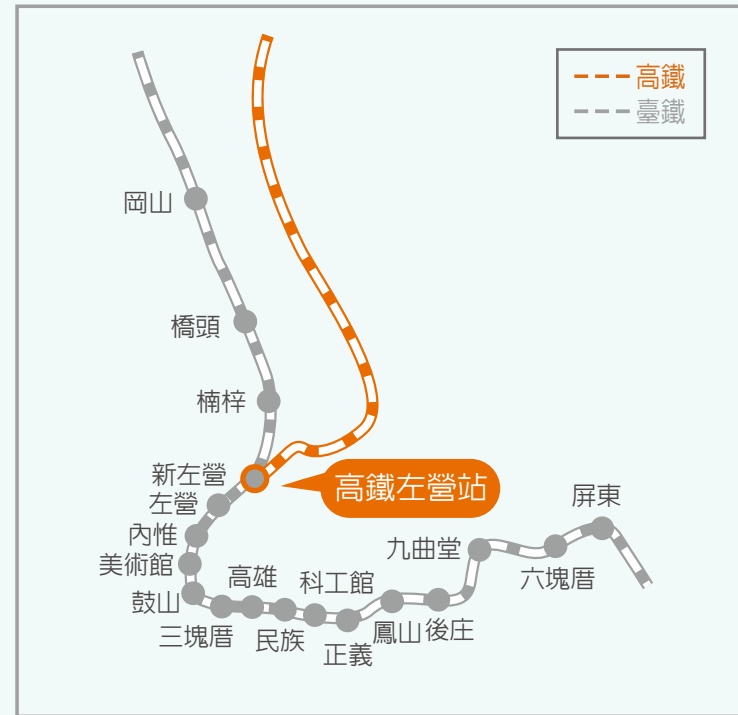 高鐵
臺鐵
岡山
橋頭
楠梓
新左營
高鐵左營站
左營
內惟
美術館
鼓山
三塊厝
高雄
民族
科工館
正義
鳳山
後庄
九曲堂
六塊厝
屏東